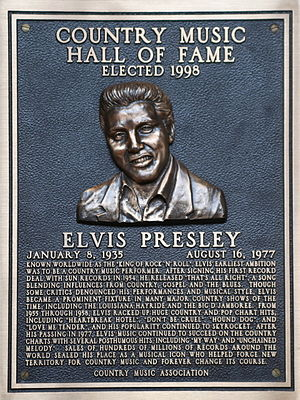 COUNTRY MUSIC
HALL OF FAME
ELECTED 1998
ELVIS PRESLEY
JANUARY 8, 1935 AUGUST 16, 1977
KNOWN WORLDWIDE AS THE "KING OF ROCK 'N' ROLL," ELVIS' EARLIEST AMBITION
WAS TO BE A COUNTRY MUSIC PERFORMER. AFTER SIGNING HIS FIRST RECORD
DEAL WITH SUN RECORDS IN 1954, HE RELEASED "THAT'S ALL RIGHT," A SONG
BLENDING INFLUENCES FROM COUNTRY, GOSPEL AND THE BLUES. THOUGH
SOME CRITICS DENOUNCED HIS PERFORMANCES AND MUSICAL STYLE, ELVIS
BECAME A PROMINENT FIXTURE IN MANY MAJOR COUNTRY SHOWS OF THE
TIME, INCLUDING THE LOUISIANA HAYRIDE AND THE BIG D JAMBOREE. FROM
1955 THROUGH 1958, ELVIS RACKED UP HUGE COUNTRY AND POP CHART HITS,
INCLUDING "HEARTBREAK HOTEL," "DON'T BE CRUEL," "HOUND DOG," AND
"LOVE ME TENDER," AND HIS POPULARITY CONTINUED TO SKYROCKET. AFTER
HIS PASSING IN 1977, ELVIS' MUSIC CONTINUED TO SUCCEED ON THE COUNTRY
CHARTS WITH SEVERAL POSTHUMOUS HITS, INCLUDING "MY WAY" AND "UNCHAINED
MELODY." SALES OF HUNDREDS OF MILLIONS OF RECORDS AROUND THE
WORLD SEALED HIS PLACE AS A MUSICAL ICON WHO HELPED FORGE NEW
TERRITORY FOR COUNTRY MUSIC AND FOREVER CHANGE ITS COURSE.
COUNTRY MUSIC ASSOCIATION